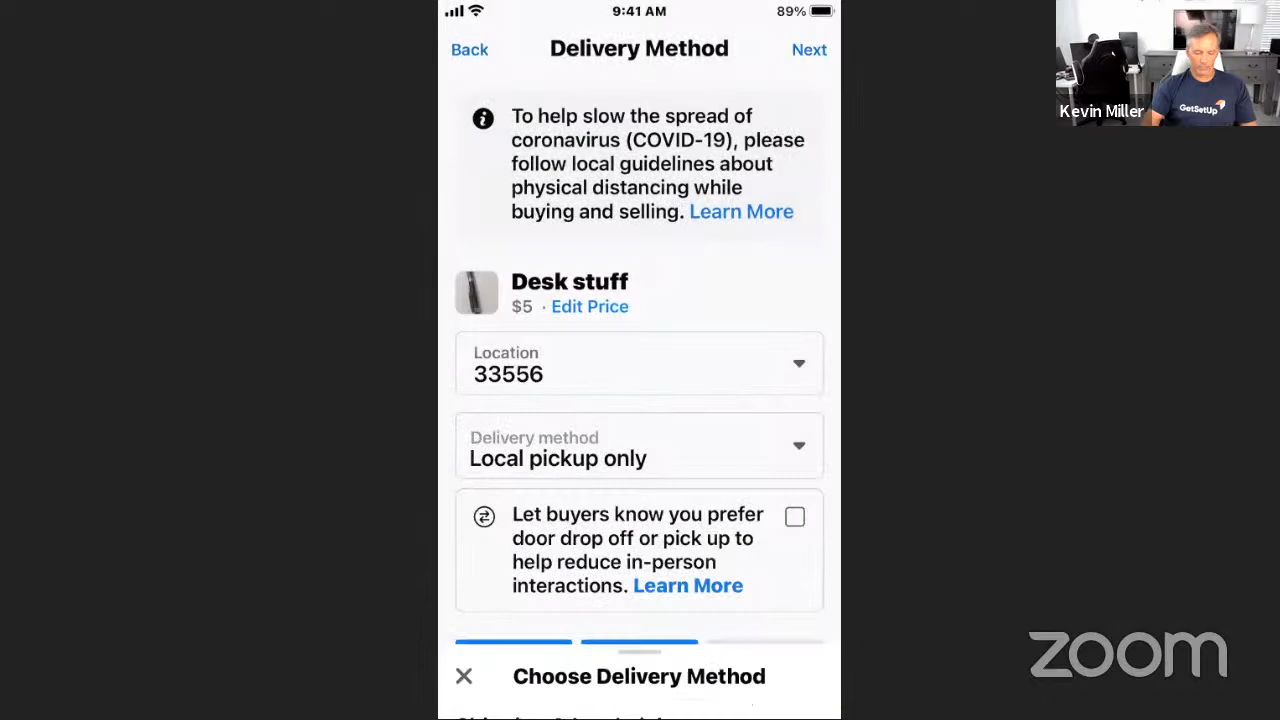 9:41 AM
89%
Back
Delivery Method
Next
To help slow the spread of
coronavirus (COVID-19), please
follow local guidelines about
physical distancing while
buying and selling. Learn More
Desk stuff
$5 · Edit Price
Location
33556
Delivery method
Local pickup only
Let buyers know you prefer
door drop off or pick up to
help reduce in-person
interactions. Learn More
Choose Delivery Method
GetSetUp
Kevin Miller
zoom